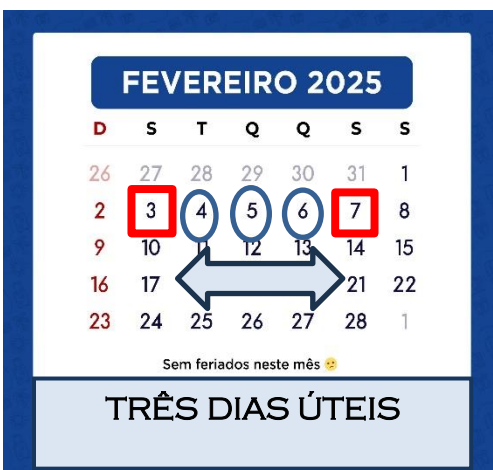 FEVEREIRO 2025
D S T Q Q S S
26 27 28 29 30 31 1
2 3 4 5 6 7 8
9 10 11 12 13 14 15
16 17 21 22
23 24 25 26 27 28 1
Sem feriados neste mês 😕
TRÊS DIAS ÚTEIS